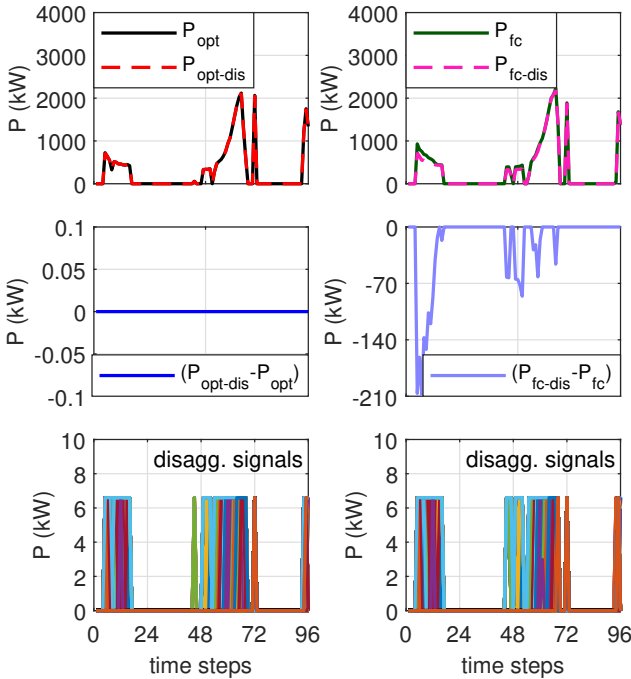 4000
3000
2000
1000
0
P (kW)
P_opt
P_opt-dis
4000
3000
2000
1000
0
P (kW)
P_fc
P_fc-dis
0.1
0.05
0
-0.05
-0.1
P (kW)
(P_opt-dis-P_opt)
0
-70
-140
-210
P (kW)
(P_fc-dis-P_fc)
10
8
6
4
2
0
P (kW)
disagg. signals
0 24 48 72 96
time steps
10
8
6
4
2
0
P (kW)
disagg. signals
0 24 48 72 96
time steps